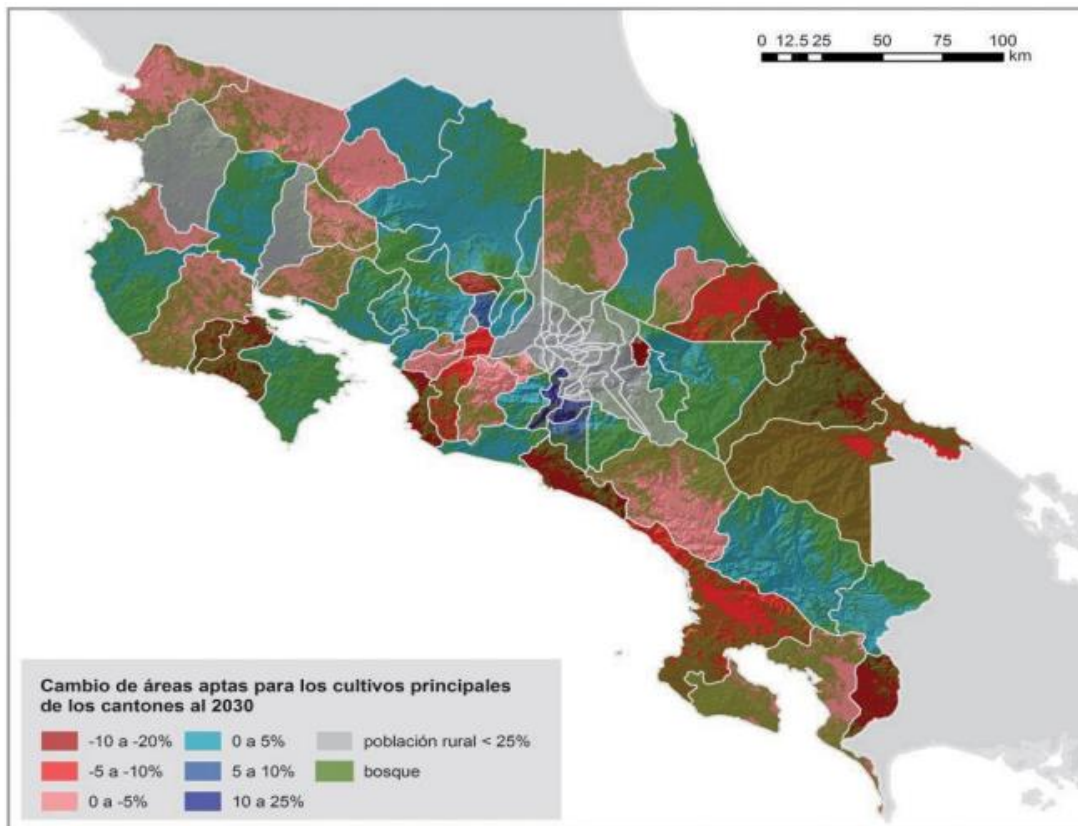 0 12.5 25 50 75 100
km
Cambio de áreas aptas para los cultivos principales
de los cantones al 2030
-10 a -20% 0 a 5% población rural < 25%
-5 a -10% 5 a 10% bosque
0 a -5% 10 a 25%